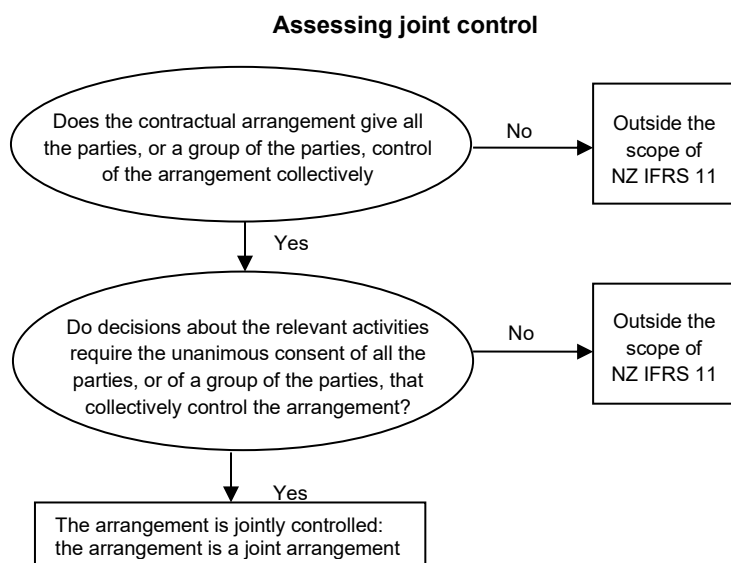 Assessing joint control
Does the contractual arrangement give all
the parties, or a group of the parties, control
of the arrangement collectively
No
Outside the
scope of
NZ IFRS 11
Yes
Do decisions about the relevant activities
require the unanimous consent of all the
parties, or of a group of the parties, that
collectively control the arrangement?
No
Outside the
scope of
NZ IFRS 11
Yes
The arrangement is jointly controlled:
the arrangement is a joint arrangement